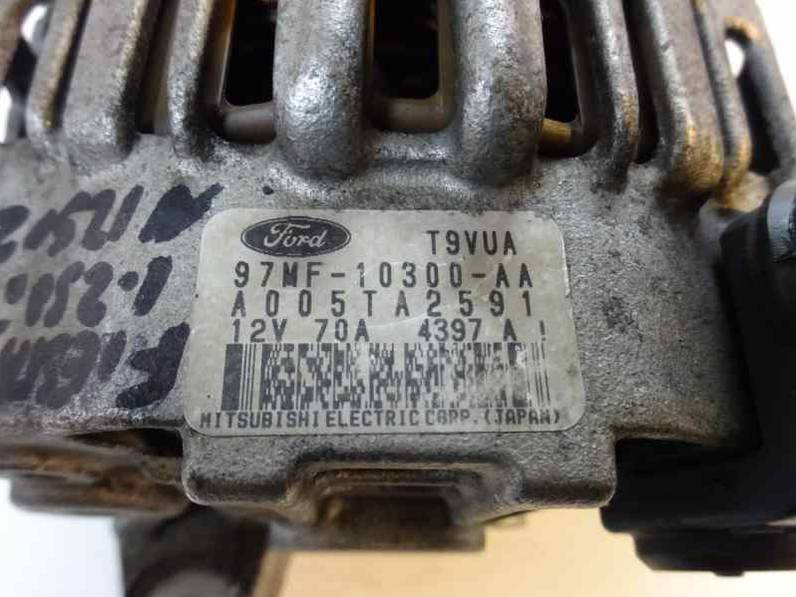 Ford T9VUA
97MF-10300-AA
A005TA2591
12V 70A 4397 A !
MITSUBISHI ELECTRIC CORP. (JAPAN)